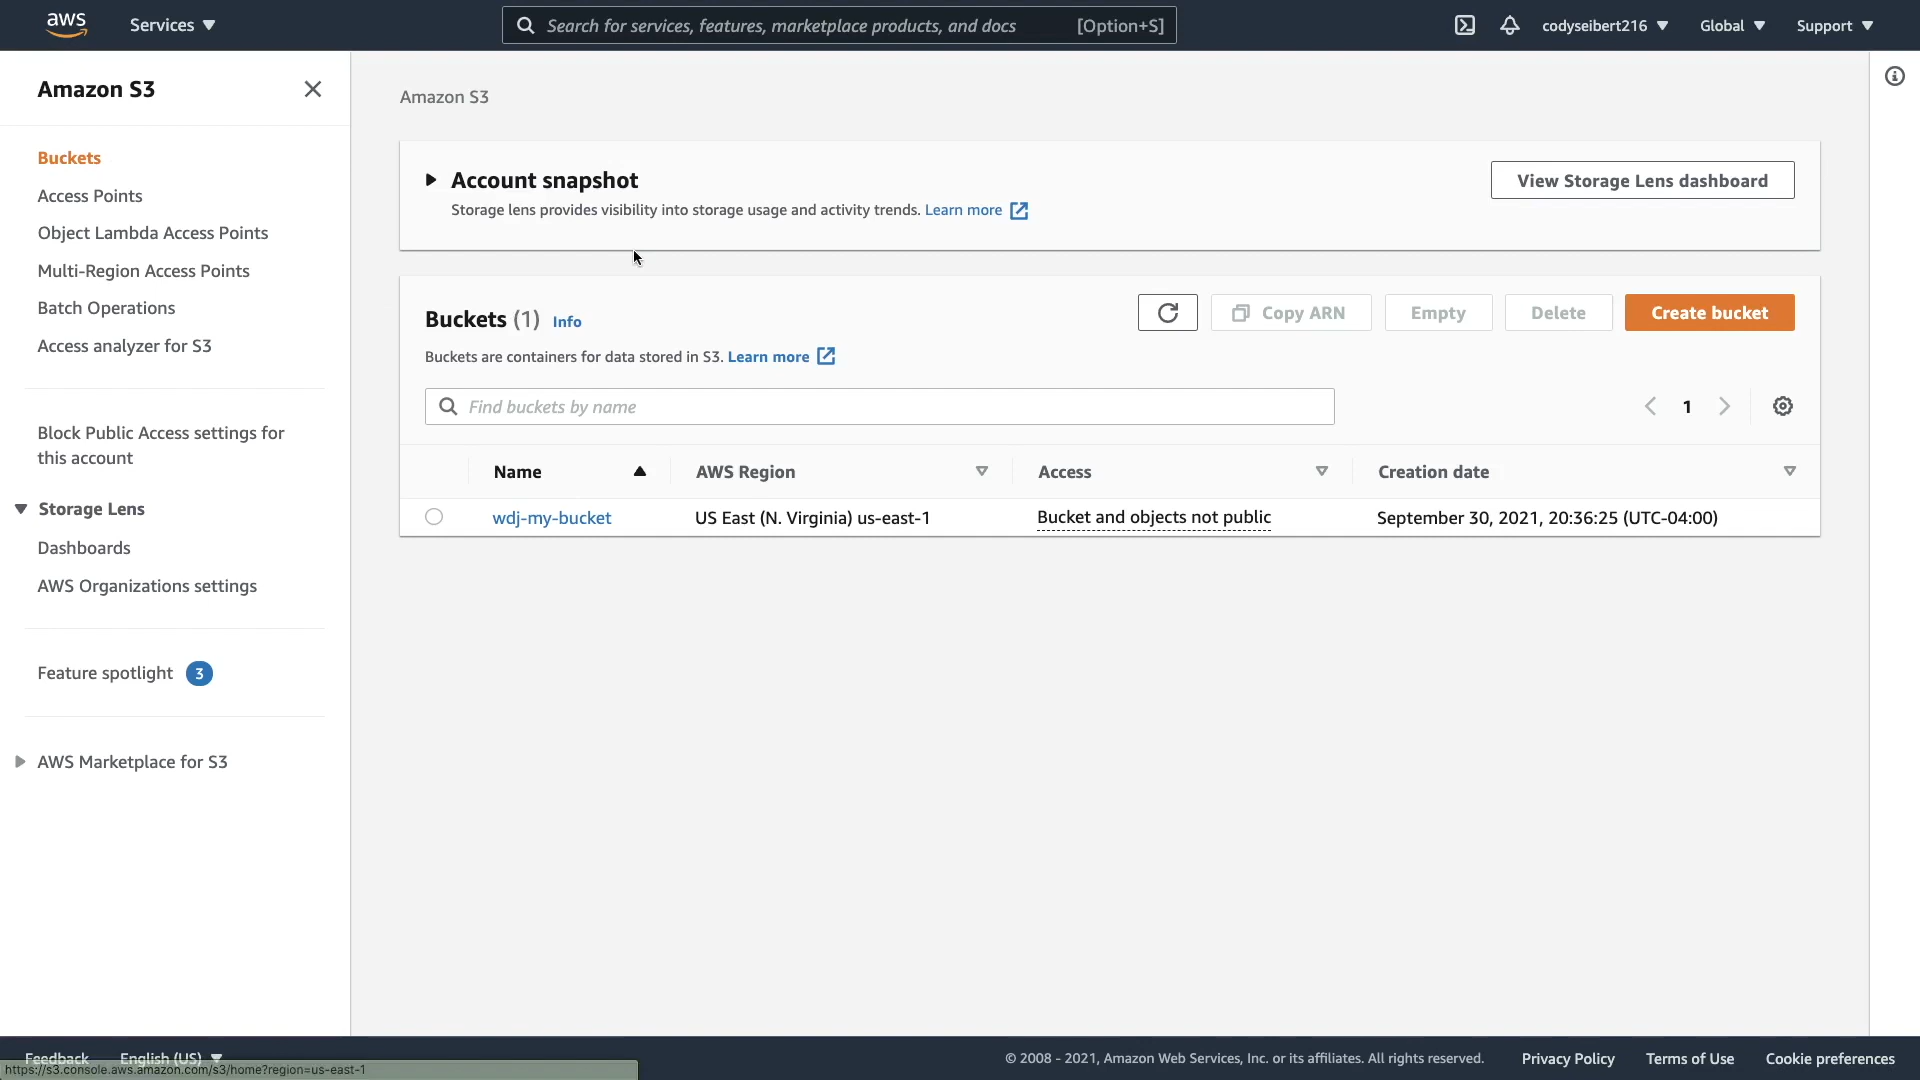 aws
Services
Search for services, features, marketplace products, and docs [Option+S]
codyseibert216
Global
Support
Amazon S3
Buckets
Access Points
Object Lambda Access Points
Multi-Region Access Points
Batch Operations
Access analyzer for S3
Block Public Access settings for
this account
Storage Lens
Dashboards
AWS Organizations settings
Feature spotlight 3
AWS Marketplace for S3
Amazon S3
Account snapshot
View Storage Lens dashboard
Storage lens provides visibility into storage usage and activity trends. Learn more
Buckets (1) Info
Copy ARN
Empty
Delete
Create bucket
Buckets are containers for data stored in S3. Learn more
Find buckets by name
1
Name AWS Region Access Creation date
wdj-my-bucket US East (N. Virginia) us-east-1 Bucket and objects not public September 30, 2021, 20:36:25 (UTC-04:00)
Feedback English (US)
© 2008 - 2021, Amazon Web Services, Inc. or its affiliates. All rights reserved. Privacy Policy Terms of Use Cookie preferences
https://s3.console.aws.amazon.com/s3/home?region=us-east-1